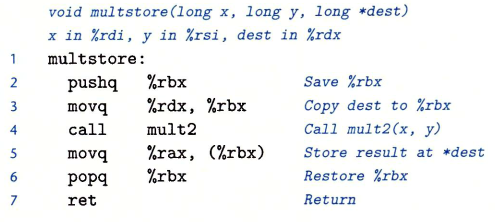 void multstore(long x, long y, long *dest)
x in %rdi, y in %rsi, dest in %rdx
1 multstore:
2 pushq %rbx Save %rbx
3 movq %rdx, %rbx Copy dest to %rbx
4 call mult2 Call mult2(x, y)
5 movq %rax, (%rbx) Store result at *dest
6 popq %rbx Restore %rbx
7 ret Return